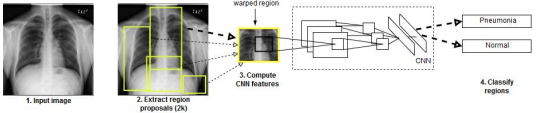 warped region
CNN
Pneumonia
Normal
1. Input image
2. Extract region
proposals (2k)
3. Compute
CNN features
4. Classify
regions